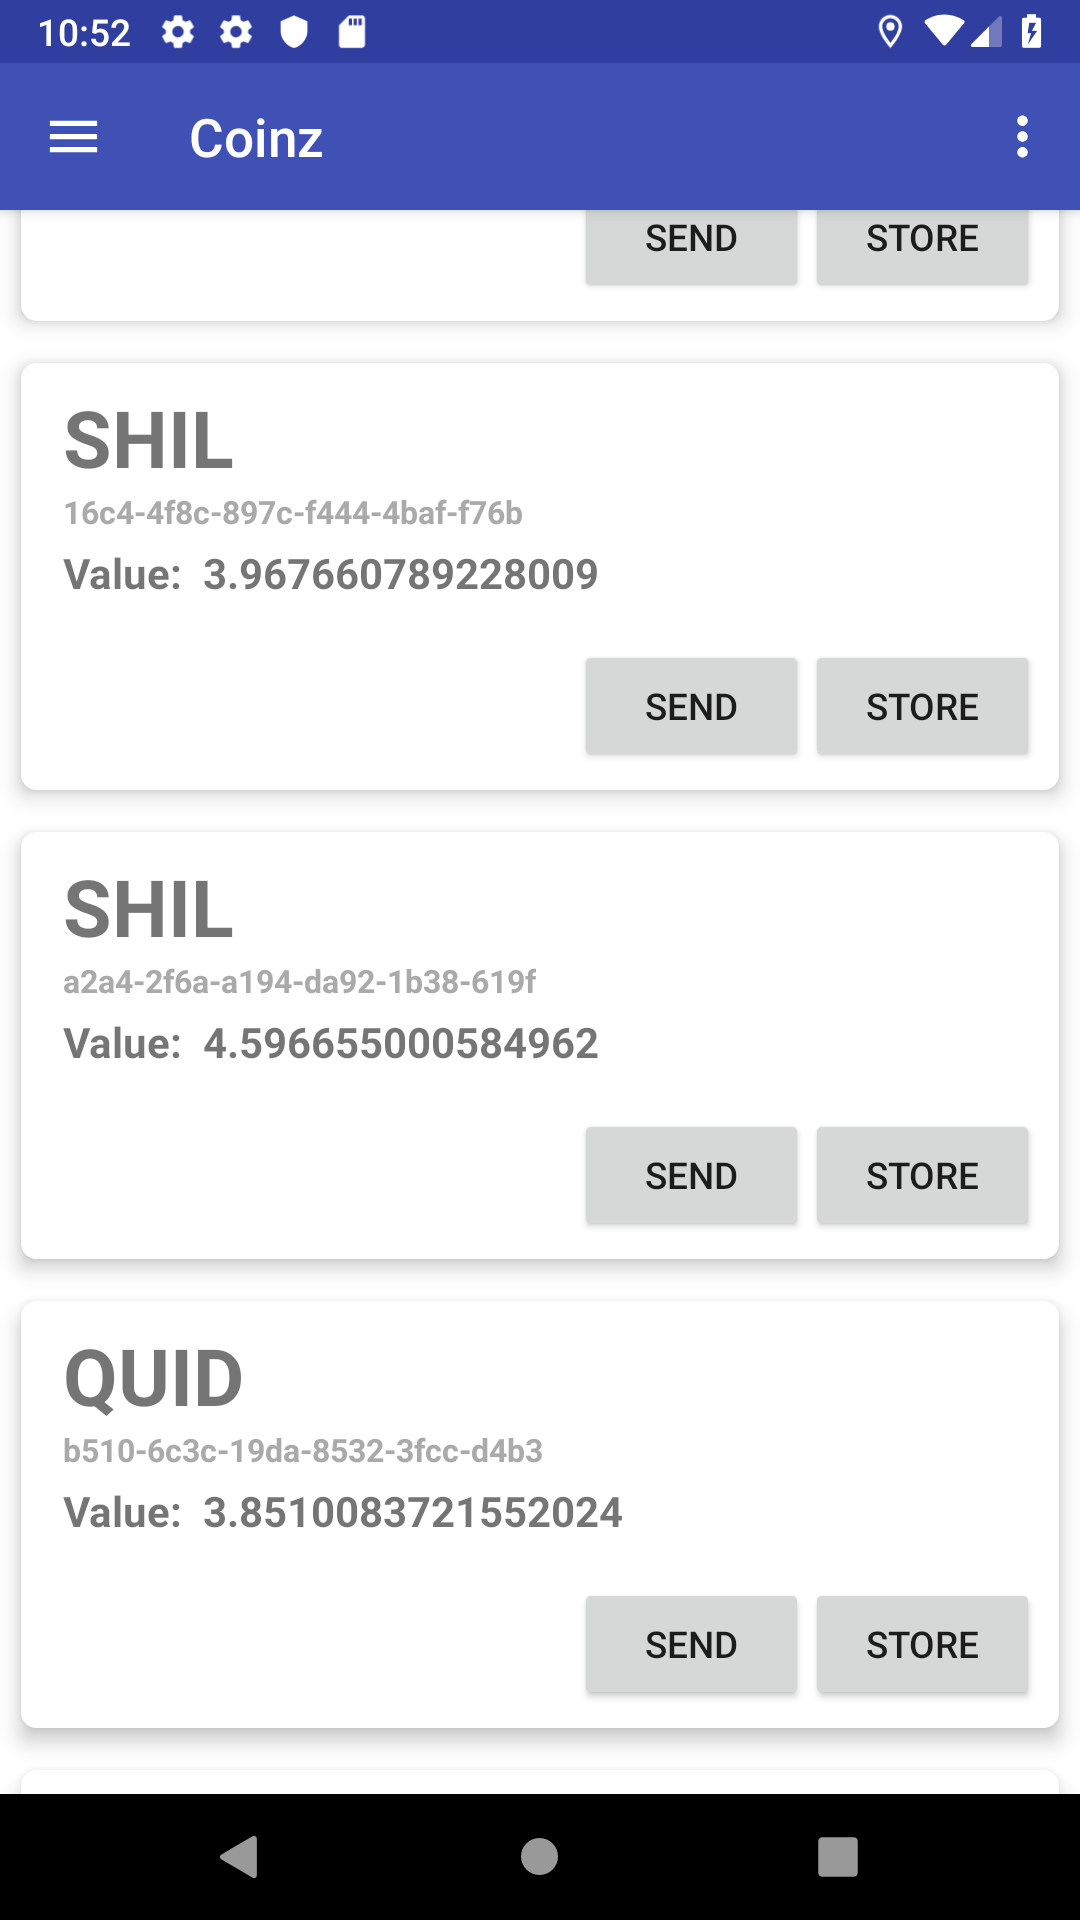 10:52
Coinz
SEND STORE
SHIL
16c4-4f8c-897c-f444-4baf-f76b
Value: 3.967660789228009
SEND STORE
SHIL
a2a4-2f6a-a194-da92-1b38-619f
Value: 4.596655000584962
SEND STORE
QUID
b510-6c3c-19da-8532-3fcc-d4b3
Value: 3.8510083721552024
SEND STORE